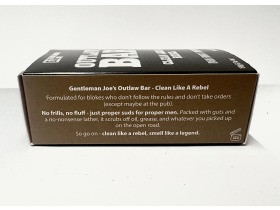 OUTLAW
BAR
Gentleman Joe's Outlaw Bar - Clean Like A Rebel
Formulated for blokes who don't follow the rules and don't take orders
(except maybe at the pub).
No frills, no fluff - just proper suds for proper men. Packed with guts and
a no-nonsense lather, it scrubs off oil, grease, and whatever you picked up
on the open road.
So go on - clean like a rebel, smell like a legend.